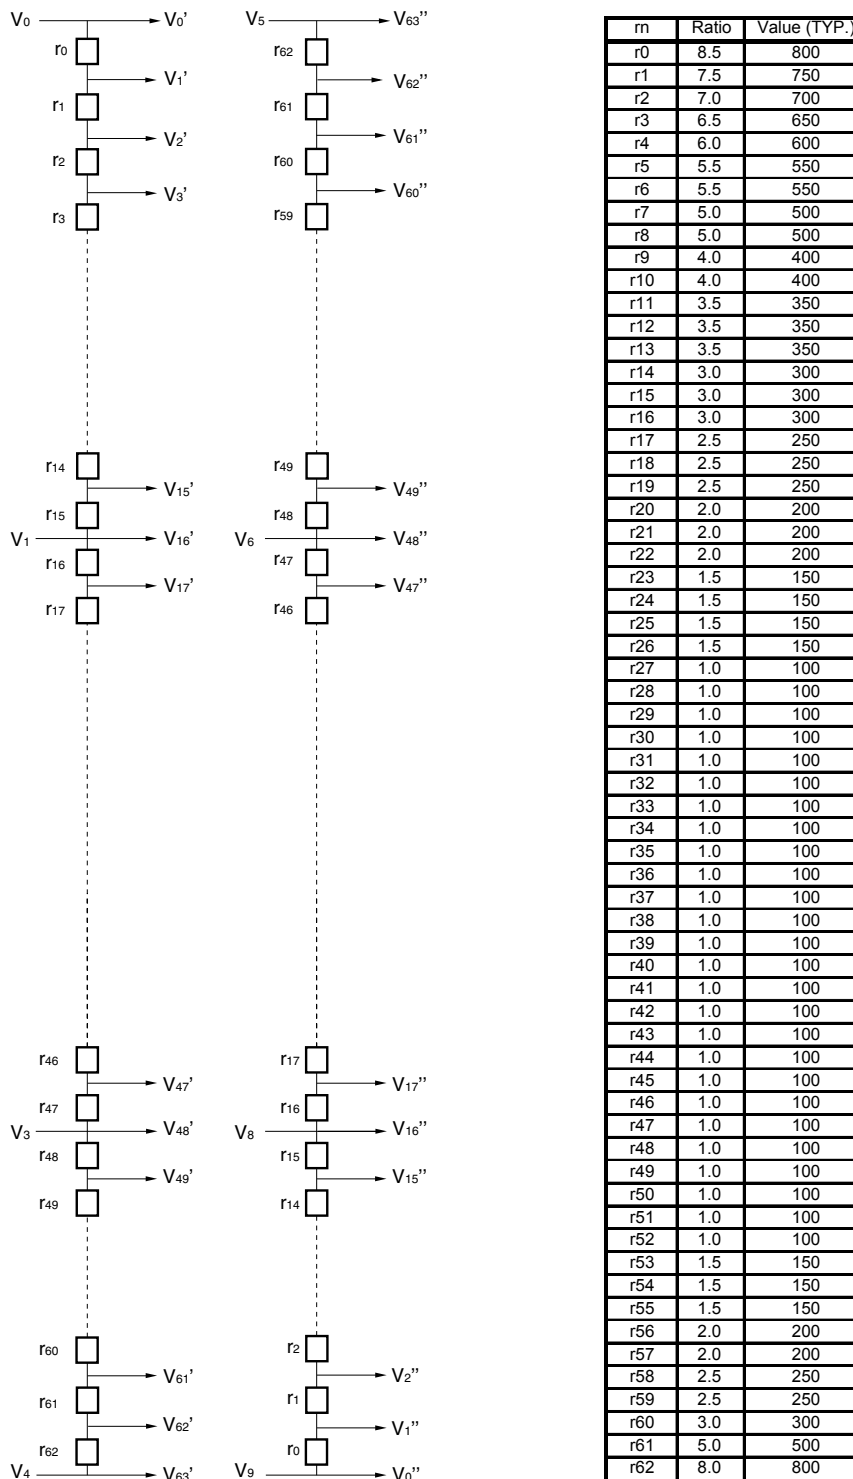 V0 V0' V5 V63''
r0 r62
V1' V62''
r1 r61
V2' V61''
r2 r60
V3' V60''
r3 r59
r14 r49
V15' V49''
r15 r48
V1 V16' V6 V48''
r16 r47
V17' V47''
r17 r46
r46 r17
V47' V17''
r47 r16
V3 V48' V8 V16''
r48 r15
V49' V15''
r49 r14
r60 r2
V61' V2''
r61 r1
V62' V1''
r62 r0
V4 V63' V9 V0''
rn Ratio Value (TYP.)
r0 8.5 800
r1 7.5 750
r2 7.0 700
r3 6.5 650
r4 6.0 600
r5 5.5 550
r6 5.5 550
r7 5.0 500
r8 5.0 500
r9 4.0 400
r10 4.0 400
r11 3.5 350
r12 3.5 350
r13 3.5 350
r14 3.0 300
r15 3.0 300
r16 3.0 300
r17 2.5 250
r18 2.5 250
r19 2.5 250
r20 2.0 200
r21 2.0 200
r22 2.0 200
r23 1.5 150
r24 1.5 150
r25 1.5 150
r26 1.5 150
r27 1.0 100
r28 1.0 100
r29 1.0 100
r30 1.0 100
r31 1.0 100
r32 1.0 100
r33 1.0 100
r34 1.0 100
r35 1.0 100
r36 1.0 100
r37 1.0 100
r38 1.0 100
r39 1.0 100
r40 1.0 100
r41 1.0 100
r42 1.0 100
r43 1.0 100
r44 1.0 100
r45 1.0 100
r46 1.0 100
r47 1.0 100
r48 1.0 100
r49 1.0 100
r50 1.0 100
r51 1.0 100
r52 1.0 100
r53 1.5 150
r54 1.5 150
r55 1.5 150
r56 2.0 200
r57 2.0 200
r58 2.5 250
r59 2.5 250
r60 3.0 300
r61 5.0 500
r62 8.0 800